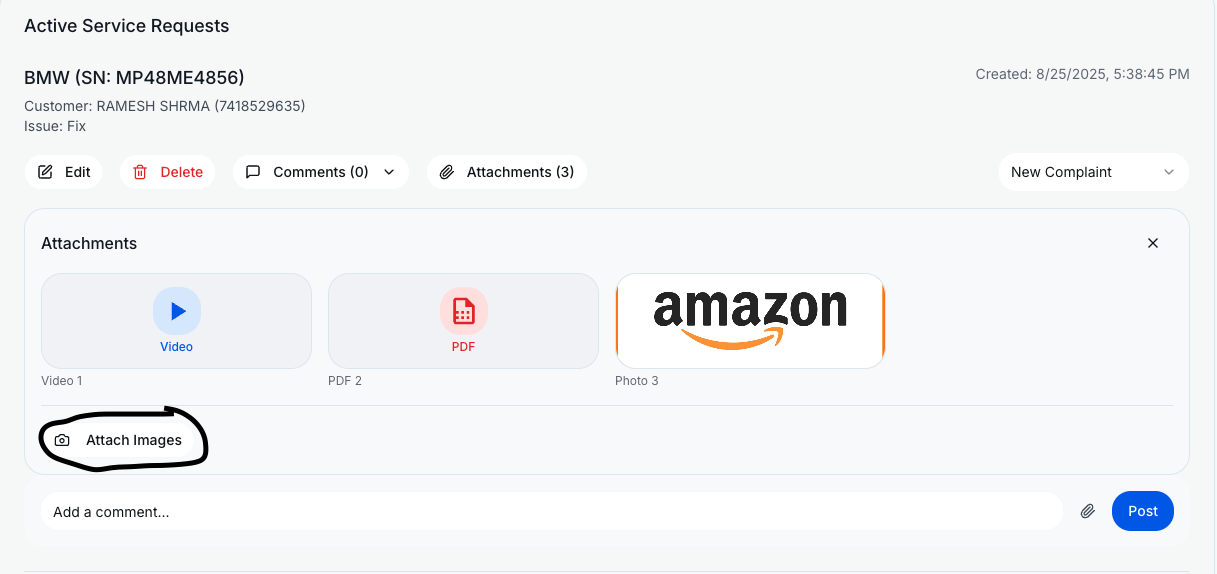 Active Service Requests
BMW (SN: MP48ME4856)
Created: 8/25/2025, 5:38:45 PM
Customer: RAMESH SHRMA (7418529635)
Issue: Fix
Edit
Delete
Comments (0)
Attachments (3)
New Complaint
Attachments
Video
PDF
amazon
Video 1
PDF 2
Photo 3
Attach Images
Add a comment...
Post